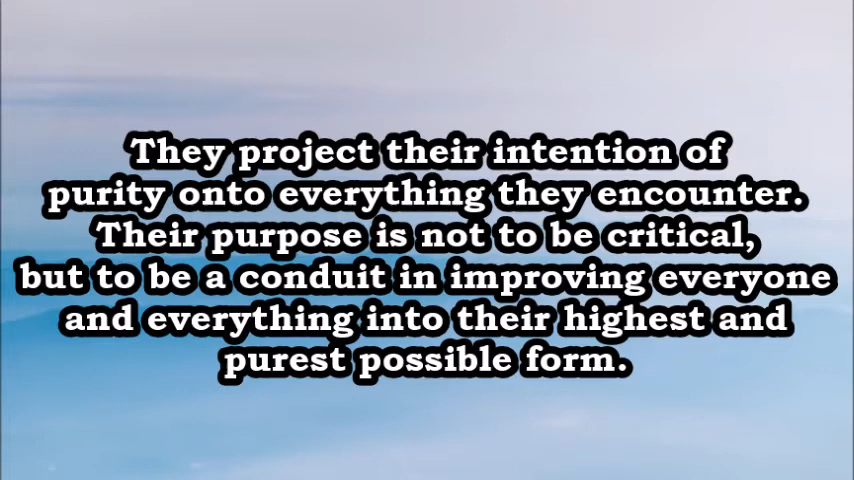 They project their intention of
purity onto everything they encounter.
Their purpose is not to be critical,
but to be a conduit in improving everyone
and everything into their highest and
purest possible form.